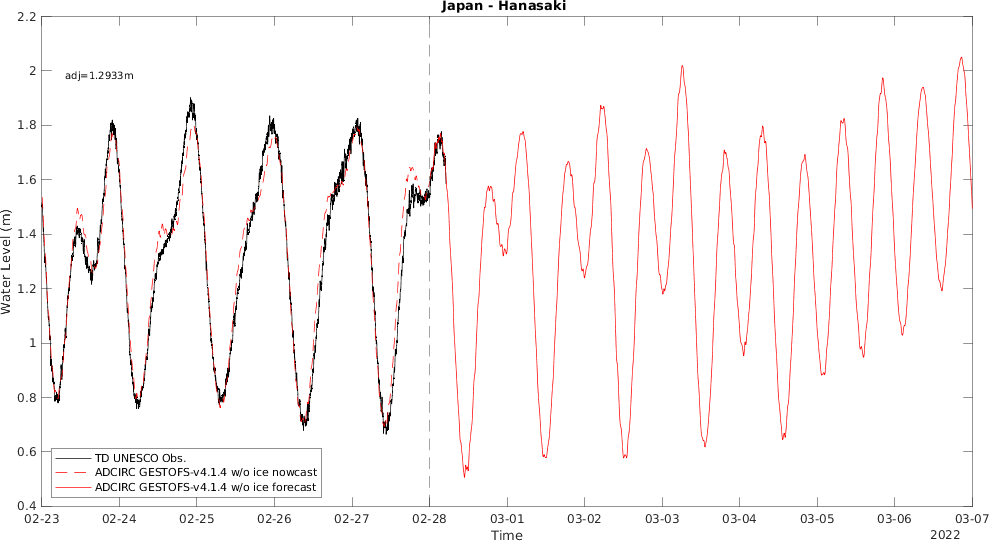 Japan - Hanasaki
2.2
2
1.8
1.6
1.4
1.2
1
0.8
0.6
0.4
Water Level (m)
adj=1.2933m
TD UNESCO Obs.
ADCIRC GESTOFS-v4.1.4 w/o ice nowcast
ADCIRC GESTOFS-v4.1.4 w/o ice forecast
02-23 02-24 02-25 02-26 02-27 02-28 03-01 03-02 03-03 03-04 03-05 03-06 03-07
Time
2022